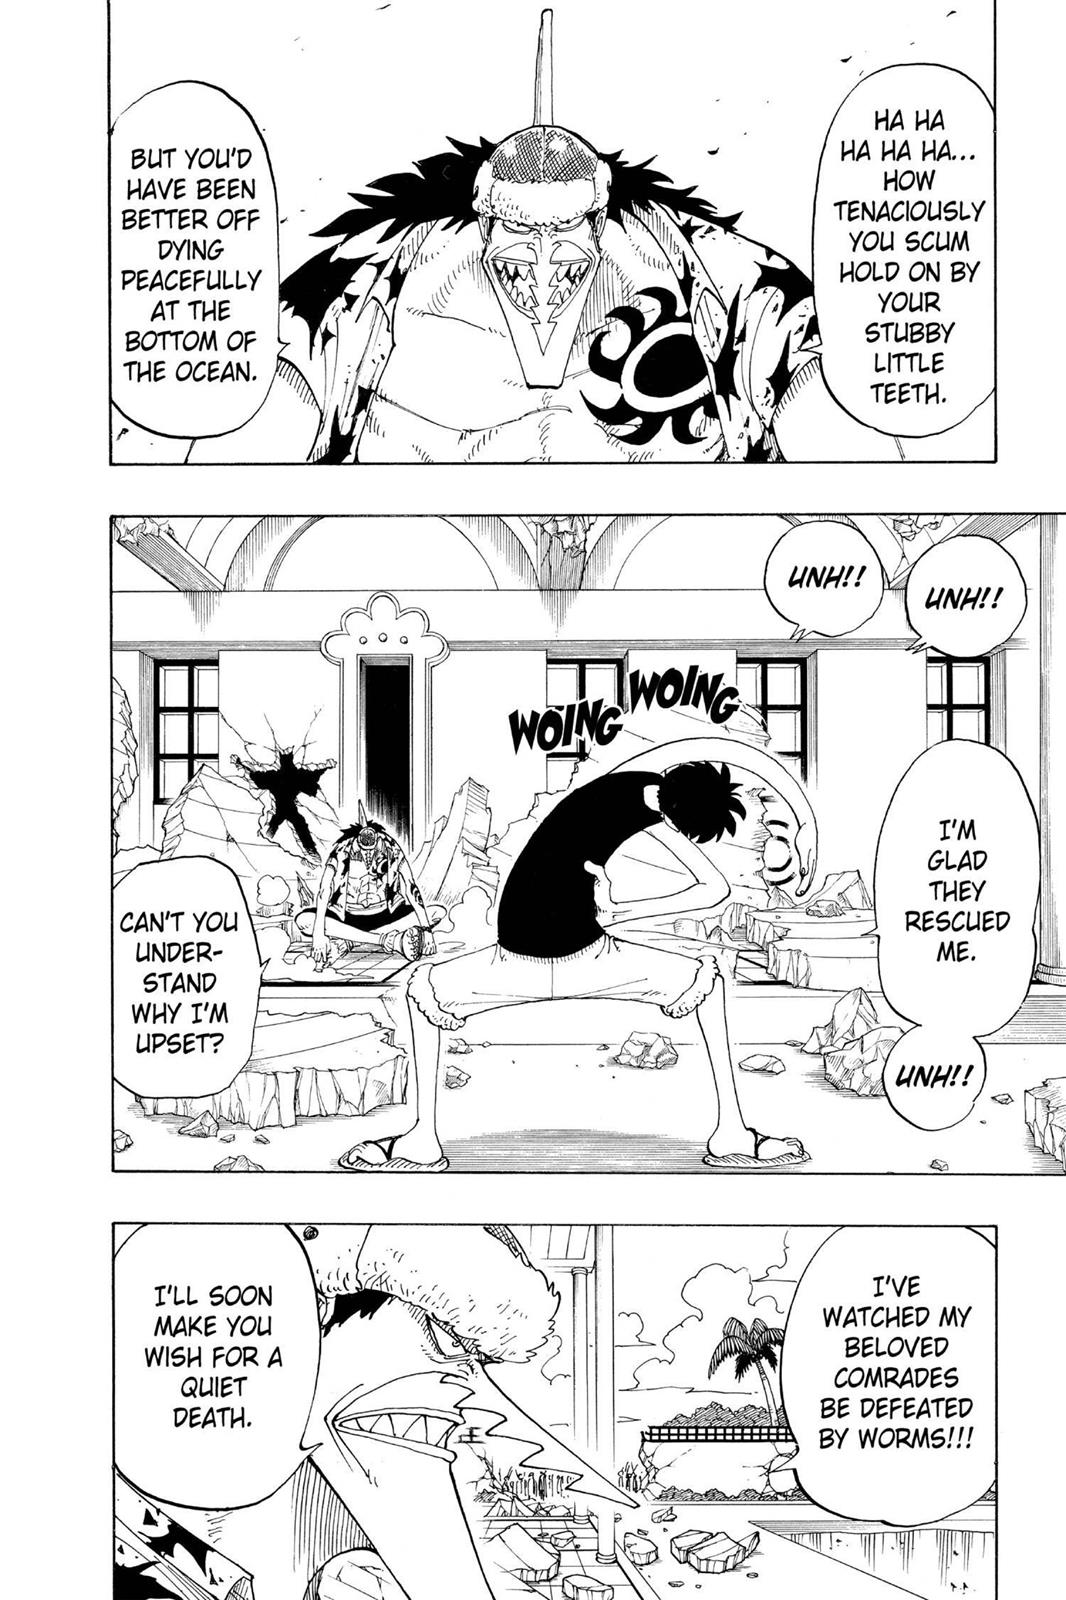 HA HA
HA HA HA...
HOW
TENACIOUSLY
YOU SCUM
HOLD ON BY
YOUR
STUBBY
LITTLE
TEETH.
BUT YOU'D
HAVE BEEN
BETTER OFF
DYING
PEACEFULLY
AT THE
BOTTOM OF
THE OCEAN.
UNH!!
UNH!!
WOING
WOING
I'M
GLAD
THEY
RESCUED
ME.
UNH!!
CAN'T YOU
UNDER-
STAND
WHY I'M
UPSET?
I'VE
WATCHED MY
BELOVED
COMRADES
BE DEFEATED
BY WORMS!!!
I'LL SOON
MAKE YOU
WISH FOR A
QUIET
DEATH.